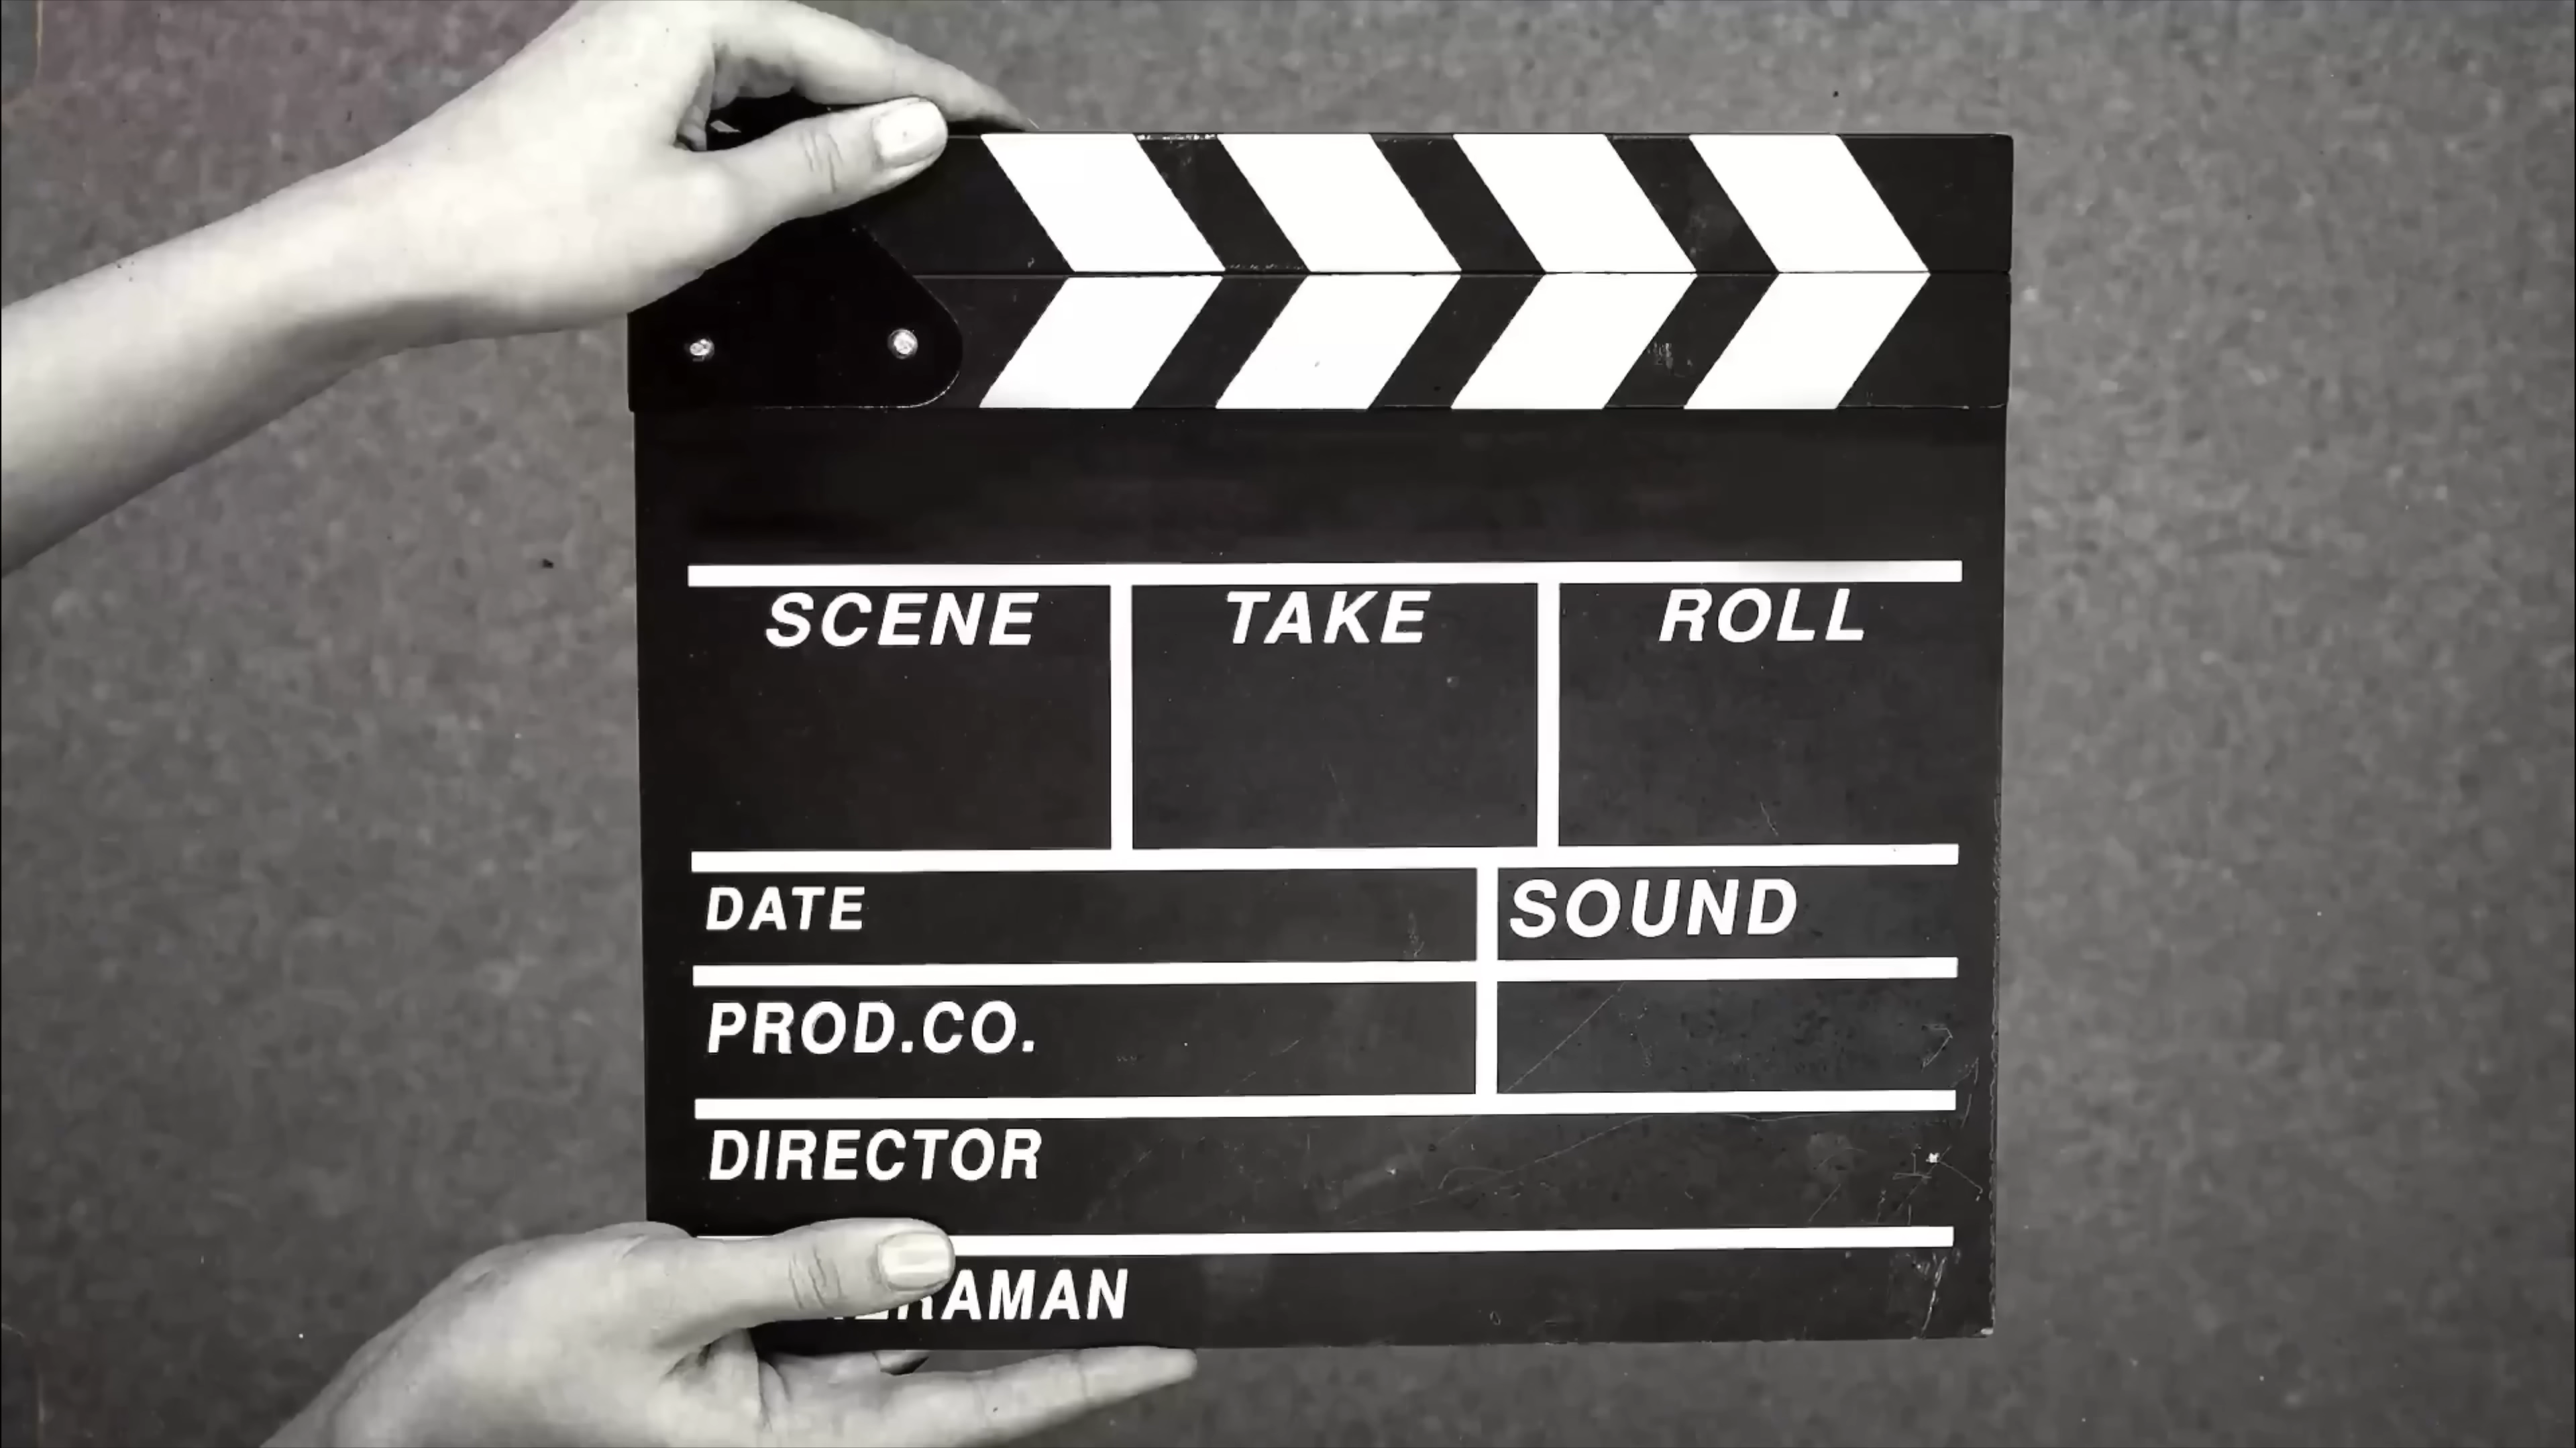 SCENE TAKE ROLL
DATE SOUND
PROD.CO.
DIRECTOR